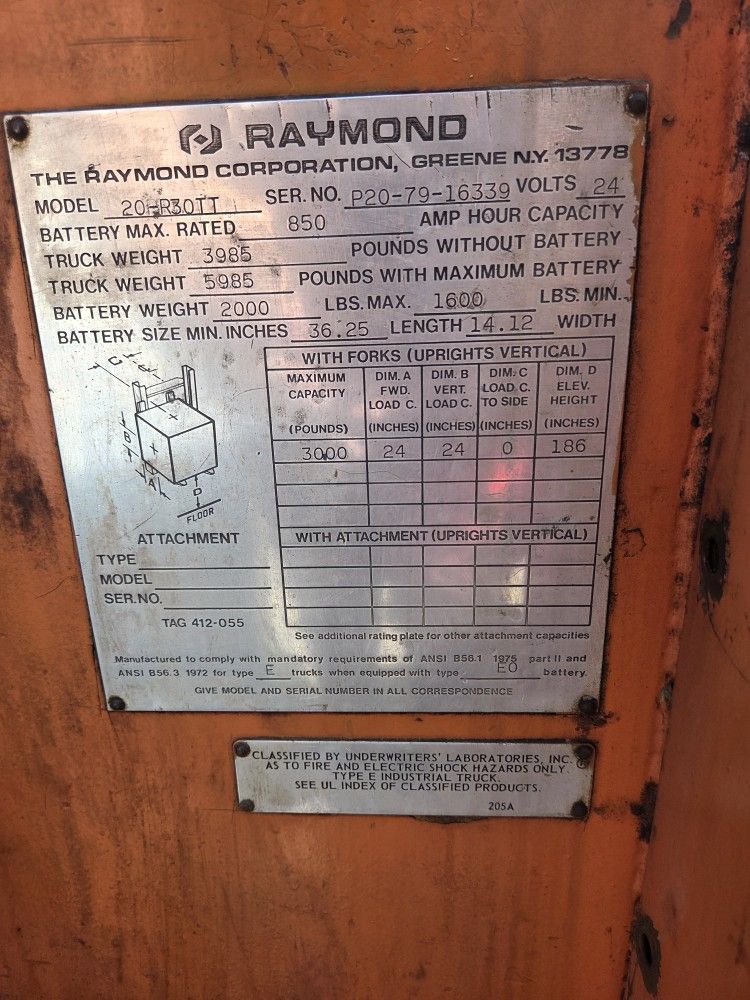 RAYMOND
THE RAYMOND CORPORATION, GREENE N.Y. 13778
MODEL 20-R30TT SER. NO. P20-79-16339 VOLTS 24
BATTERY MAX. RATED 850 AMP HOUR CAPACITY
TRUCK WEIGHT 3985 POUNDS WITHOUT BATTERY
TRUCK WEIGHT 5985 POUNDS WITH MAXIMUM BATTERY
BATTERY WEIGHT 2000 LBS. MAX. 1600 LBS. MIN.
BATTERY SIZE MIN. INCHES 36.25 LENGTH 14.12 WIDTH
WITH FORKS (UPRIGHTS VERTICAL)
MAXIMUM CAPACITY (POUNDS)
DIM. A FWD. LOAD C. (INCHES)
DIM. B VERT. LOAD C. (INCHES)
DIM. C LOAD C. TO SIDE (INCHES)
DIM. D ELEV. HEIGHT (INCHES)
3000 24 24 0 186
C
X
B
A
D
FLOOR
WITH ATTACHMENT (UPRIGHTS VERTICAL)
ATTACHMENT
TYPE
MODEL
SER. NO.
TAG 412-055
See additional rating plate for other attachment capacities
Manufactured to comply with mandatory requirements of ANSI B56.1 1975 part II and
ANSI B56.3 1972 for type E trucks when equipped with type EO battery.
GIVE MODEL AND SERIAL NUMBER IN ALL CORRESPONDENCE
CLASSIFIED BY UNDERWRITERS' LABORATORIES, INC.®
AS TO FIRE AND ELECTRIC SHOCK HAZARDS ONLY.
TYPE E INDUSTRIAL TRUCK.
SEE UL INDEX OF CLASSIFIED PRODUCTS.
205A